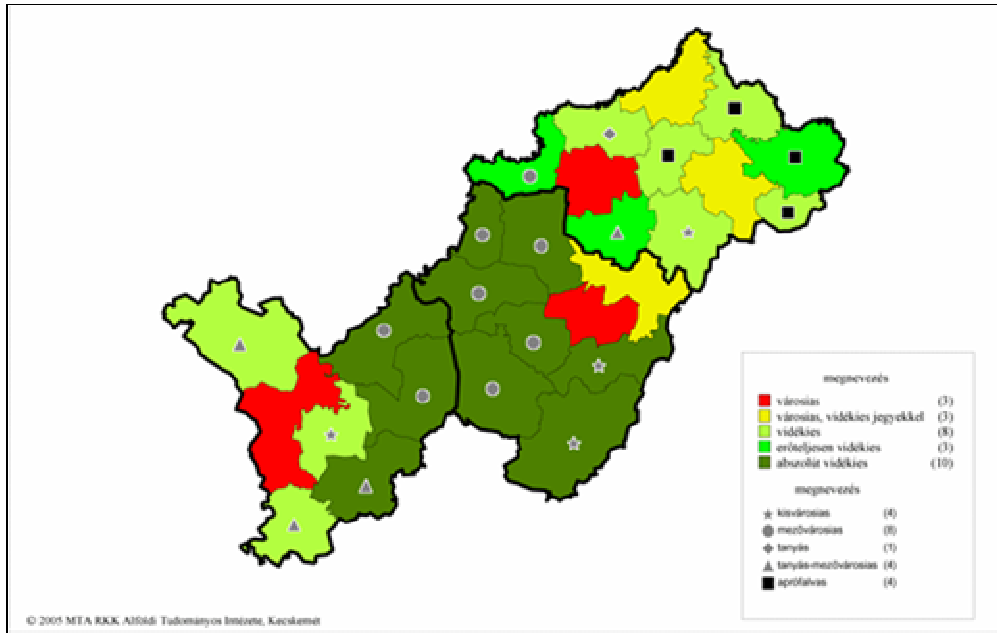 megnevezés
városias (3)
városias, vidékies jegyekkel (3)
vidékies (8)
erőteljesen vidékies (3)
abszolút vidékies (10)
megnevezés
kisvárosias (4)
mezővárosias (8)
tanyás (1)
tanyás-mezővárosias (4)
aprófalvas (4)
© 2005 MTA RKK Alföldi Tudományos Intézete, Kecskemét